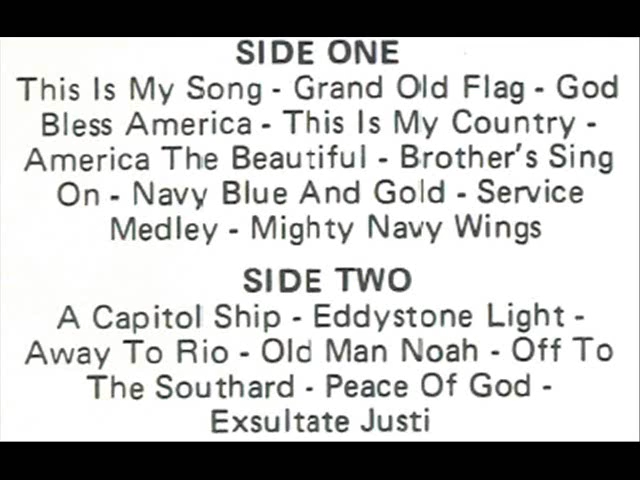 SIDE ONE
This Is My Song - Grand Old Flag - God
Bless America - This Is My Country -
America The Beautiful - Brother's Sing
On - Navy Blue And Gold - Service
Medley - Mighty Navy Wings
SIDE TWO
A Capitol Ship - Eddystone Light -
Away To Rio - Old Man Noah - Off To
The Southard - Peace Of God -
Exsultate Justi